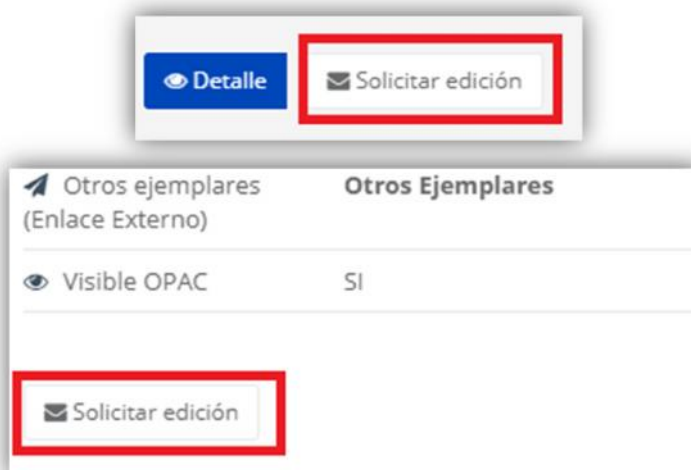 Detalle
Solicitar edición
Otros ejemplares Otros Ejemplares
(Enlace Externo)
Visible OPAC SI
Solicitar edición